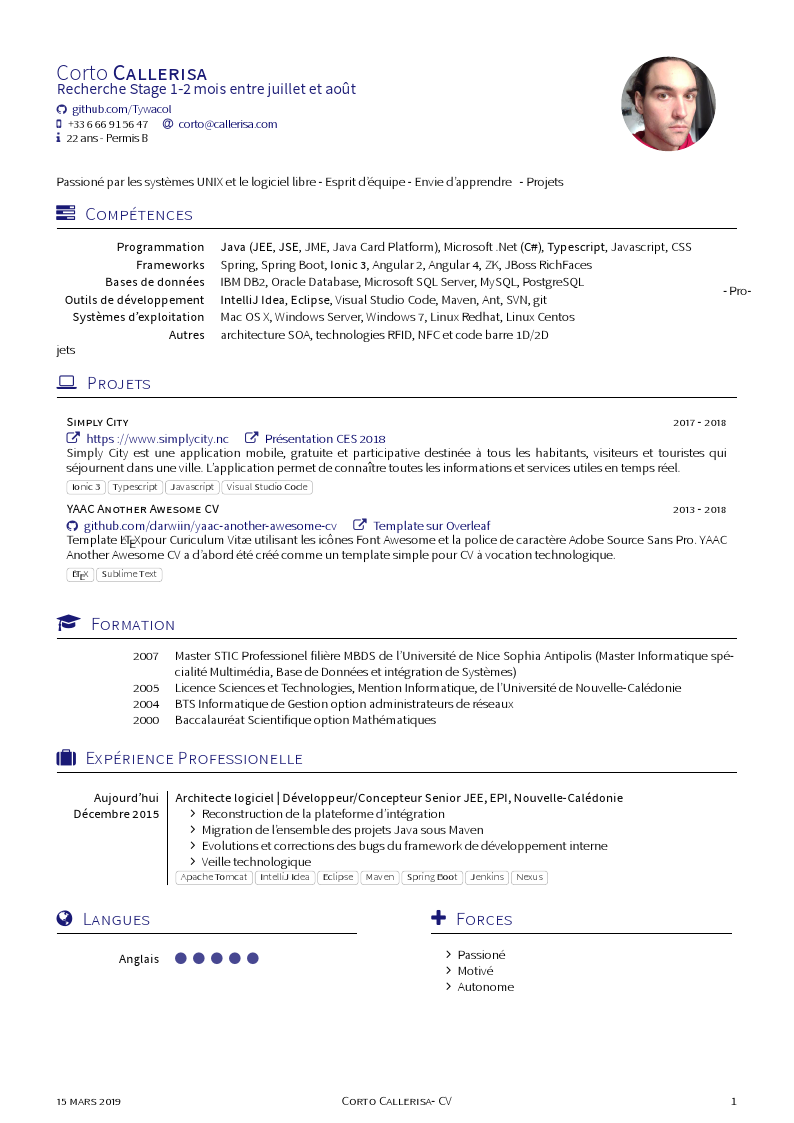 Corto CALLERISA
Recherche Stage 1-2 mois entre juillet et août
github.com/Tywacol
+33 6 66 91 56 47 corto@callerisa.com
22 ans - Permis B
Passioné par les systèmes UNIX et le logiciel libre - Esprit d'équipe - Envie d'apprendre - Projets
COMPÉTENCES
Programmation Java (JEE, JSE, JME, Java Card Platform), Microsoft .Net (C#), Typescript, Javascript, CSS
Frameworks Spring, Spring Boot, Ionic 3, Angular 2, Angular 4, ZK, JBoss RichFaces
Bases de données IBM DB2, Oracle Database, Microsoft SQL Server, MySQL, PostgreSQL
- Pro-
Outils de développement IntelliJ Idea, Eclipse, Visual Studio Code, Maven, Ant, SVN, git
Systèmes d'exploitation Mac OS X, Windows Server, Windows 7, Linux Redhat, Linux Centos
Autres architecture SOA, technologies RFID, NFC et code barre 1D/2D
jets
PROJETS
SIMPLY CITY 2017 - 2018
https ://www.simplycity.nc Présentation CES 2018
Simply City est une application mobile, gratuite et participative destinée à tous les habitants, visiteurs et touristes qui
séjournent dans une ville. L'application permet de connaître toutes les informations et services utiles en temps réel.
Ionic 3 Typescript Javascript Visual Studio Code
YAAC ANOTHER AWESOME CV 2013 - 2018
github.com/darwiin/yaac-another-awesome-cv Template sur Overleaf
Template LATEXpour Curiculum Vitæ utilisant les icônes Font Awesome et la police de caractère Adobe Source Sans Pro. YAAC
Another Awesome CV a d'abord été créé comme un template simple pour CV à vocation technologique.
LATEX Sublime Text
FORMATION
2007 Master STIC Professionel filière MBDS de l'Université de Nice Sophia Antipolis (Master Informatique spé-
cialité Multimédia, Base de Données et intégration de Systèmes)
2005 Licence Sciences et Technologies, Mention Informatique, de l'Université de Nouvelle-Calédonie
2004 BTS Informatique de Gestion option administrateurs de réseaux
2000 Baccalauréat Scientifique option Mathématiques
EXPÉRIENCE PROFESSIONELLE
Aujourd'hui Architecte logiciel | Développeur/Concepteur Senior JEE, EPI, Nouvelle-Calédonie
Décembre 2015 Reconstruction de la plateforme d'intégration
Migration de l'ensemble des projets Java sous Maven
Evolutions et corrections des bugs du framework de développement interne
Veille technologique
Apache Tomcat IntelliJ Idea Eclipse Maven Spring Boot Jenkins Nexus
LANGUES
Anglais
FORCES
Passioné
Motivé
Autonome
15 MARS 2019 CORTO CALLERISA- CV 1